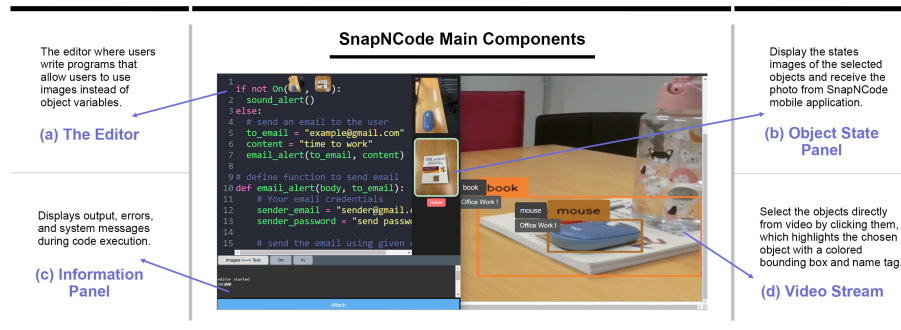 SnapNCode Main Components
The editor where users
write programs that
allow users to use
images instead of
object variables.
(a) The Editor
Displays output, errors,
and system messages
during code execution.
(c) Information
Panel
1
if not On( , ):
2 sound_alert()
3 else:
4 # send an email to the user
5 to_email = "example@gmail.com"
6 content = "time to work"
7 email_alert(to_email, content)
8
9 # define function to send email
10 def email_alert(body, to_email):
11 # Your email credentials
12 sender_email = "sender@gmail.c
13 sender_password = "send passw
14
15 # send the email using given
Images <--> Text On In
editor started
Attach
Delete
book
book
Office Work !
mouse
mouse
Office Work !
Display the states
images of the selected
objects and receive the
photo from SnapNCode
mobile application.
(b) Object State
Panel
Select the objects directly
from video by clicking them,
which highlights the chosen
object with a colored
bounding box and name tag.
(d) Video Stream